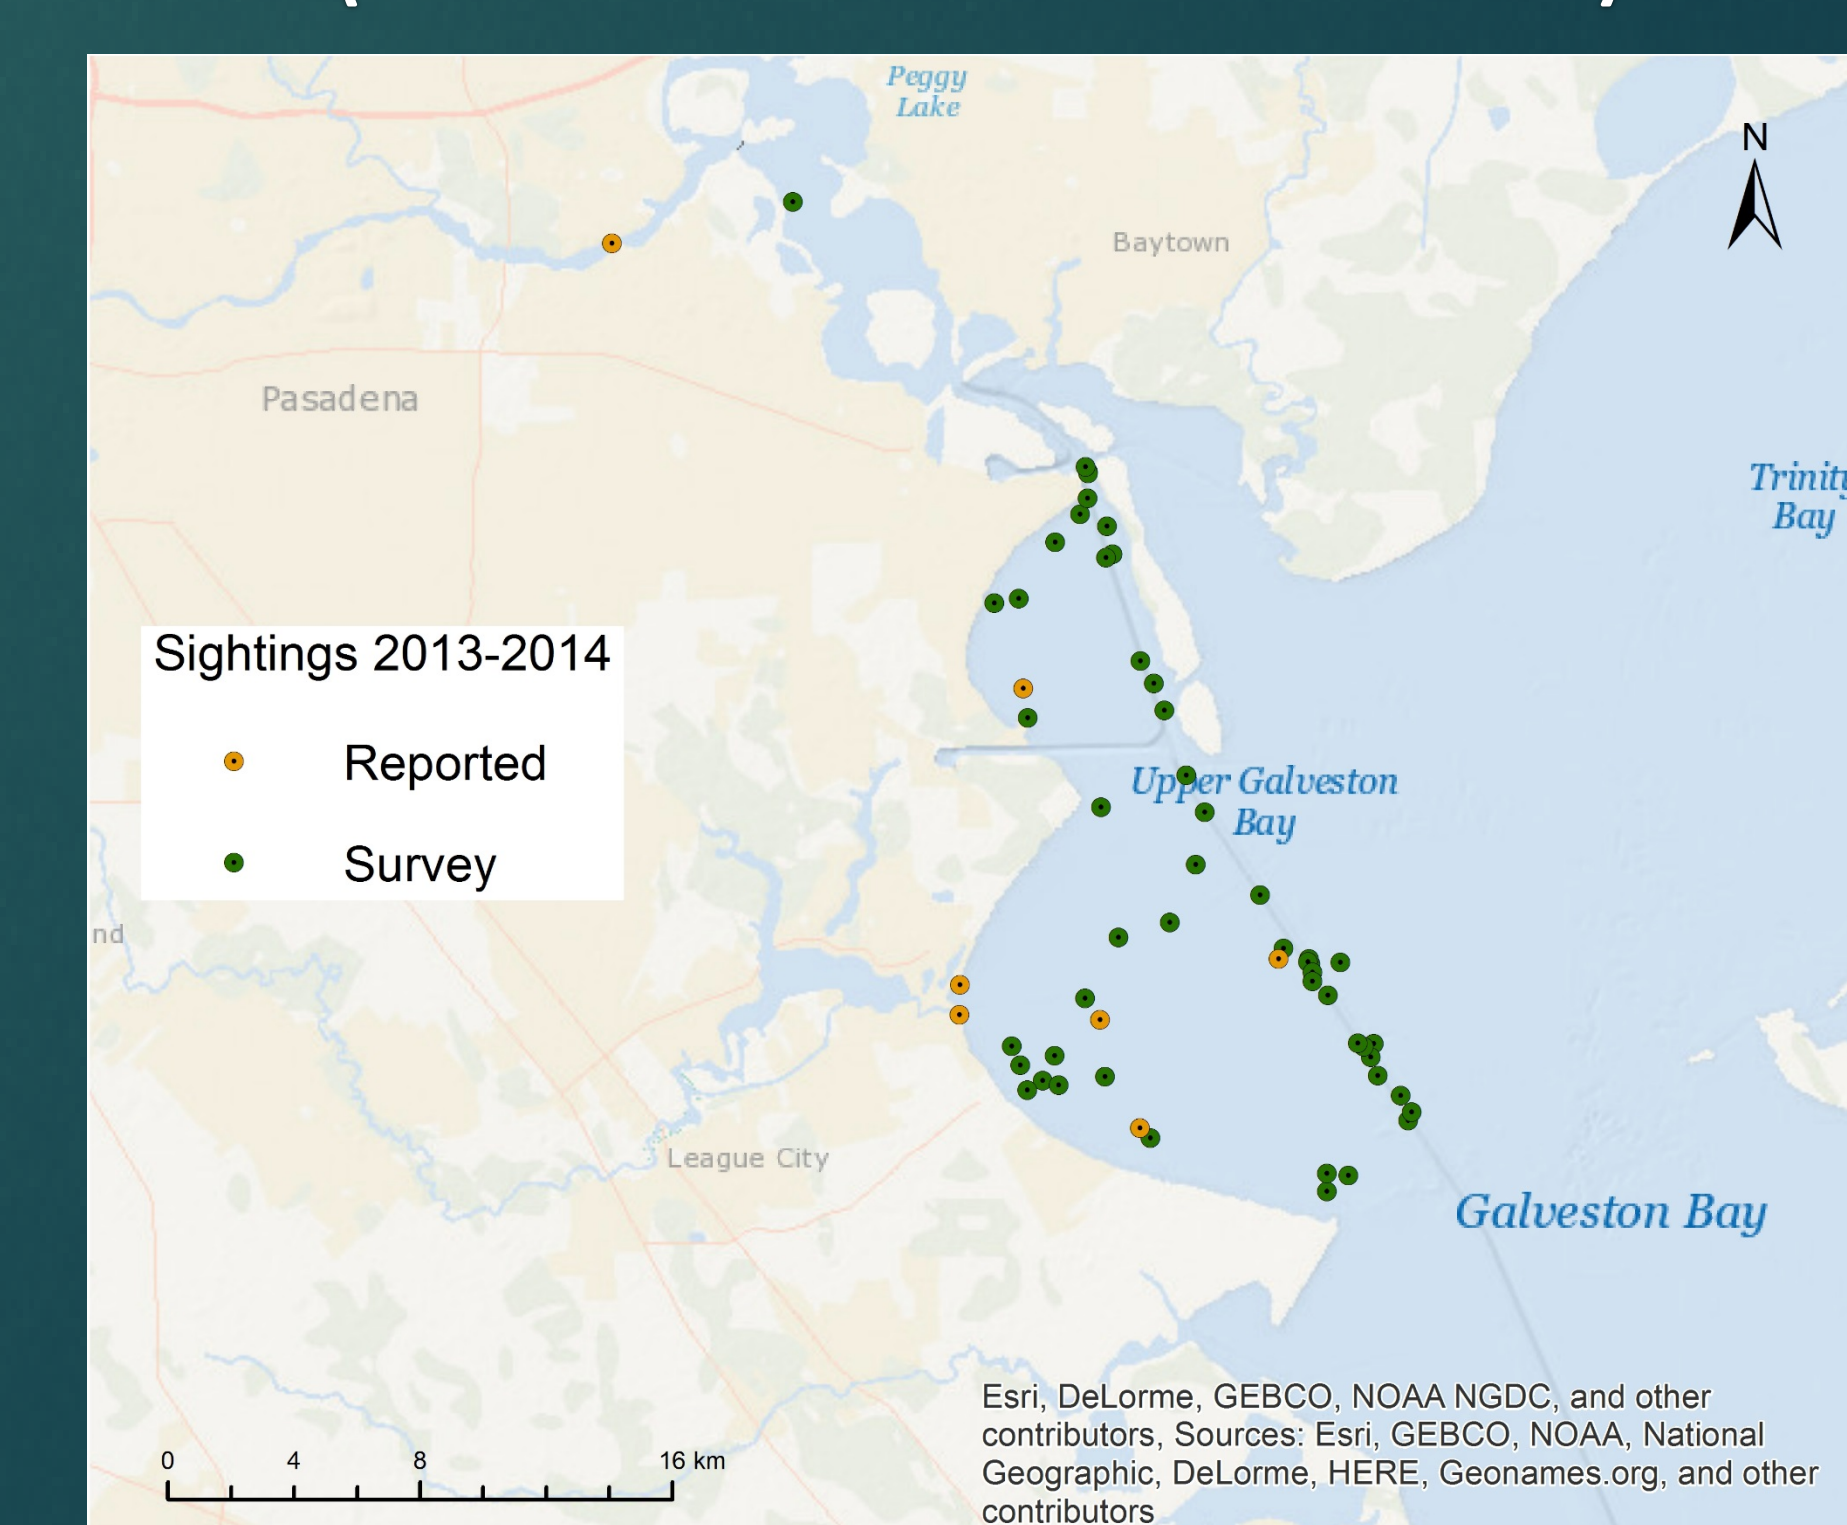 Peggy
Lake
N
Baytown
Pasadena
Trinity
Bay
Sightings 2013-2014
Reported
Survey
Upper Galveston
Bay
nd
League City
Galveston Bay
0 4 8 16 km
Esri, DeLorme, GEBCO, NOAA NGDC, and other
contributors, Sources: Esri, GEBCO, NOAA, National
Geographic, DeLorme, HERE, Geonames.org, and other
contributors